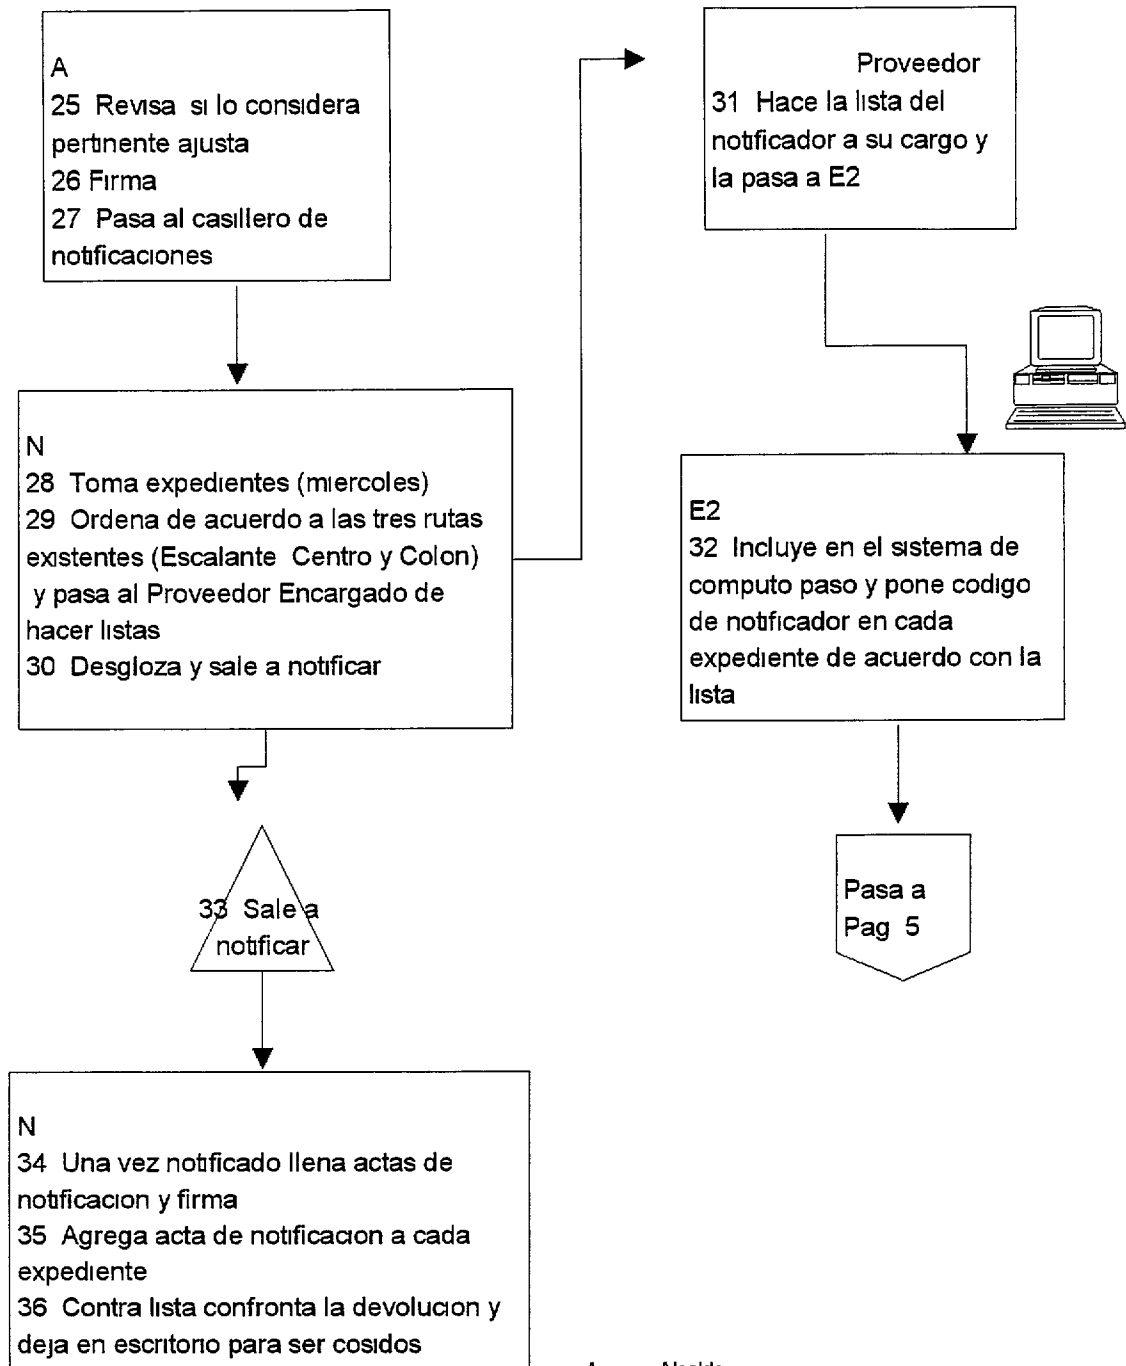 A
25 Revisa si lo considera
pertinente ajusta
26 Firma
27 Pasa al casillero de
notificaciones
N
28 Toma expedientes (miercoles)
29 Ordena de acuerdo a las tres rutas
existentes (Escalante Centro y Colon)
y pasa al Proveedor Encargado de
hacer listas
30 Desgloza y sale a notificar
Proveedor
31 Hace la lista del
notificador a su cargo y
la pasa a E2
E2
32 Incluye en el sistema de
computo paso y pone codigo
de notificador en cada
expediente de acuerdo con la
lista
Pasa a
Pag 5
33 Sale a
notificar
N
34 Una vez notificado llena actas de
notificacion y firma
35 Agrega acta de notificacion a cada
expediente
36 Contra lista confronta la devolucion y
deja en escritorio para ser cosidos